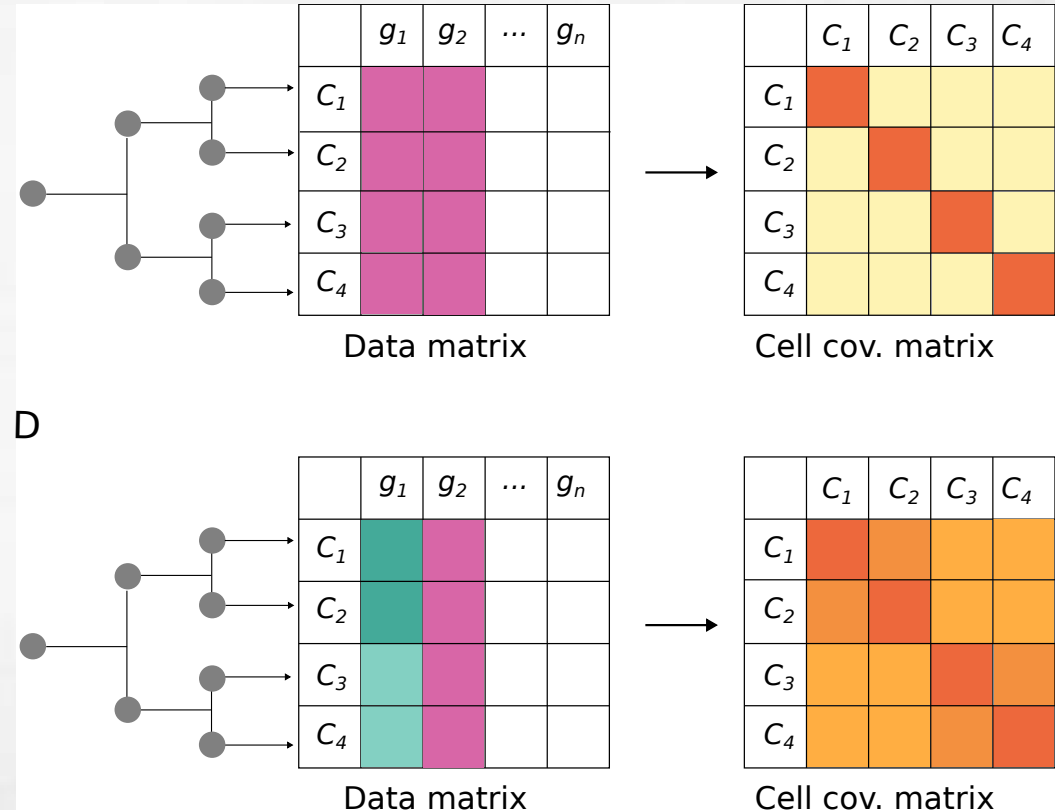 g₁ g₂ ... gₙ
C₁
C₂
C₃
C₄
Data matrix
C₁ C₂ C₃ C₄
C₁
C₂
C₃
C₄
Cell cov. matrix
D
g₁ g₂ ... gₙ
C₁
C₂
C₃
C₄
Data matrix
C₁ C₂ C₃ C₄
C₁
C₂
C₃
C₄
Cell cov. matrix